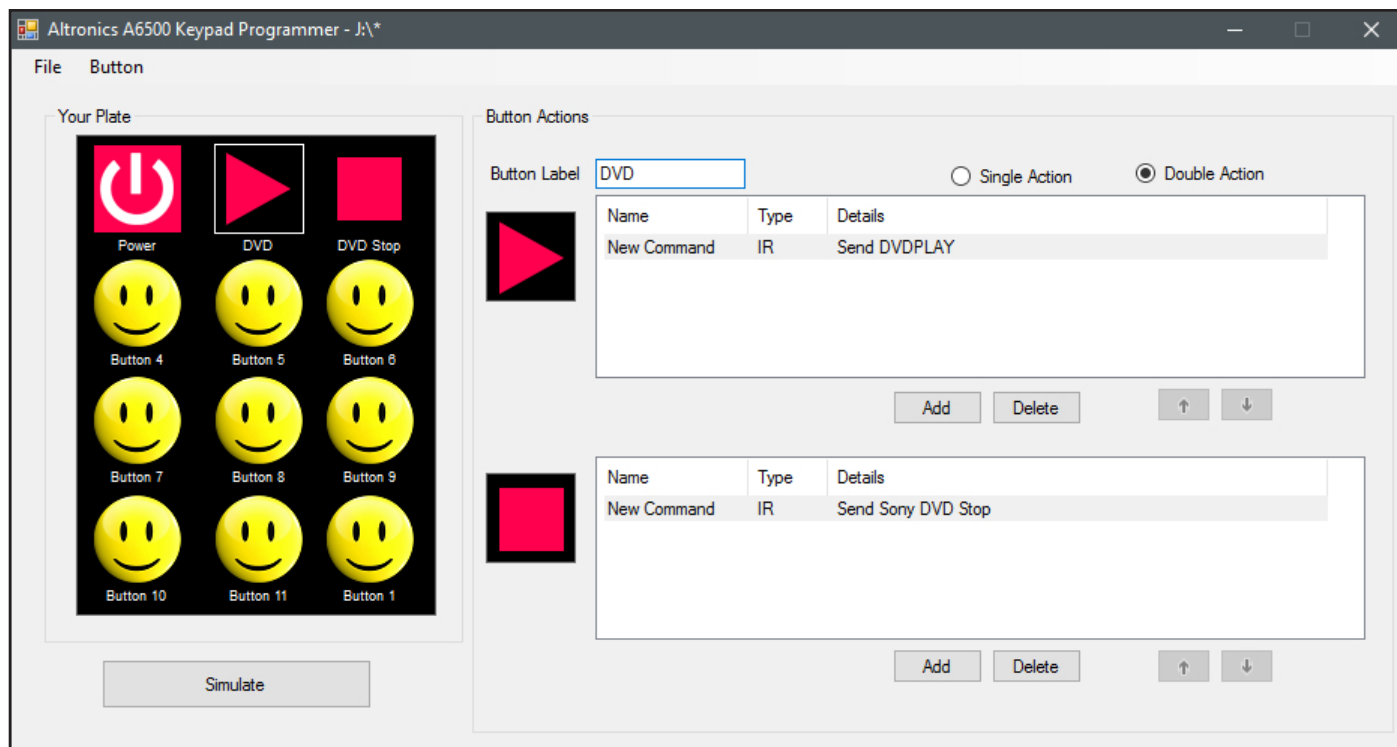 Altronics A6500 Keypad Programmer - J:\*
File Button
Your Plate
Power DVD DVD Stop
Button 4 Button 5 Button 6
Button 7 Button 8 Button 9
Button 10 Button 11 Button 1
Simulate
Button Actions
Button Label DVD Single Action Double Action
Name Type Details
New Command IR Send DVDPLAY
Add Delete
Name Type Details
New Command IR Send Sony DVD Stop
Add Delete